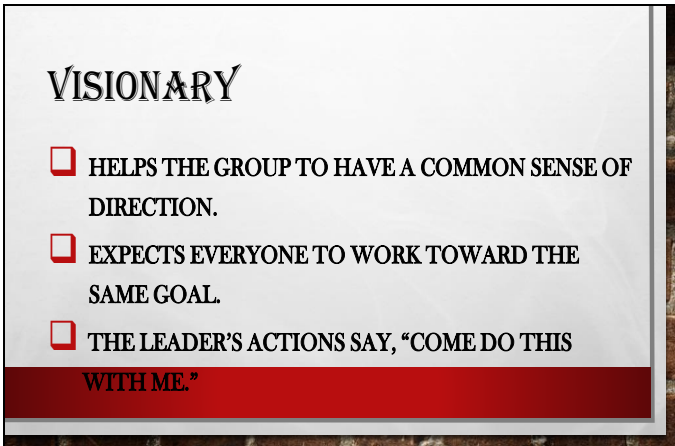 VISIONARY
HELPS THE GROUP TO HAVE A COMMON SENSE OF
DIRECTION.
EXPECTS EVERYONE TO WORK TOWARD THE
SAME GOAL.
THE LEADER’S ACTIONS SAY, “COME DO THIS
WITH ME.”